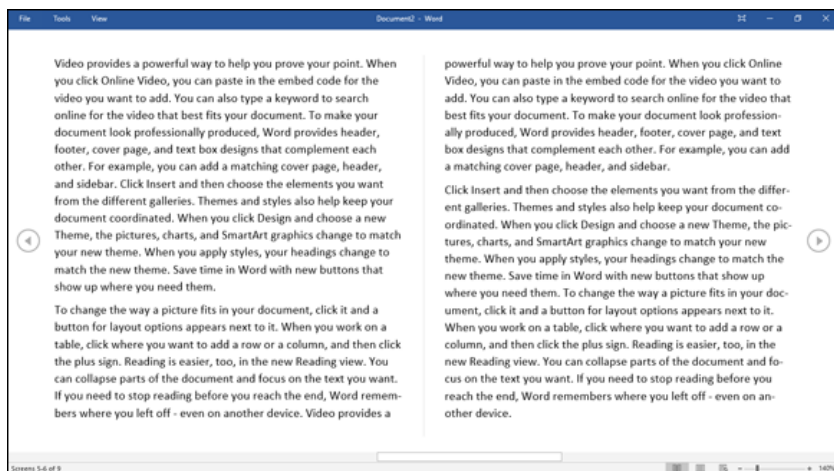 File Tools View Document2 - Word
Video provides a powerful way to help you prove your point. When
you click Online Video, you can paste in the embed code for the
video you want to add. You can also type a keyword to search
online for the video that best fits your document. To make your
document look professionally produced, Word provides header,
footer, cover page, and text box designs that complement each
other. For example, you can add a matching cover page, header,
and sidebar. Click Insert and then choose the elements you want
from the different galleries. Themes and styles also help keep your
document coordinated. When you click Design and choose a new
Theme, the pictures, charts, and SmartArt graphics change to match
your new theme. When you apply styles, your headings change to
match the new theme. Save time in Word with new buttons that
show up where you need them.
To change the way a picture fits in your document, click it and a
button for layout options appears next to it. When you work on a
table, click where you want to add a row or a column, and then click
the plus sign. Reading is easier, too, in the new Reading view. You
can collapse parts of the document and focus on the text you want.
If you need to stop reading before you reach the end, Word remem-
bers where you left off - even on another device. Video provides a
powerful way to help you prove your point. When you click Online
Video, you can paste in the embed code for the video you want to
add. You can also type a keyword to search online for the video that
best fits your document. To make your document look profession-
ally produced, Word provides header, footer, cover page, and text
box designs that complement each other. For example, you can add
a matching cover page, header, and sidebar.
Click Insert and then choose the elements you want from the differ-
ent galleries. Themes and styles also help keep your document co-
ordinated. When you click Design and choose a new Theme, the pic-
tures, charts, and SmartArt graphics change to match your new
theme. When you apply styles, your headings change to match the
new theme. Save time in Word with new buttons that show up
where you need them. To change the way a picture fits in your doc-
ument, click it and a button for layout options appears next to it.
When you work on a table, click where you want to add a row or a
column, and then click the plus sign. Reading is easier, too, in the
new Reading view. You can collapse parts of the document and fo-
cus on the text you want. If you need to stop reading before you
reach the end, Word remembers where you left off - even on an-
other device.
Screens 5-6 of 9 140%